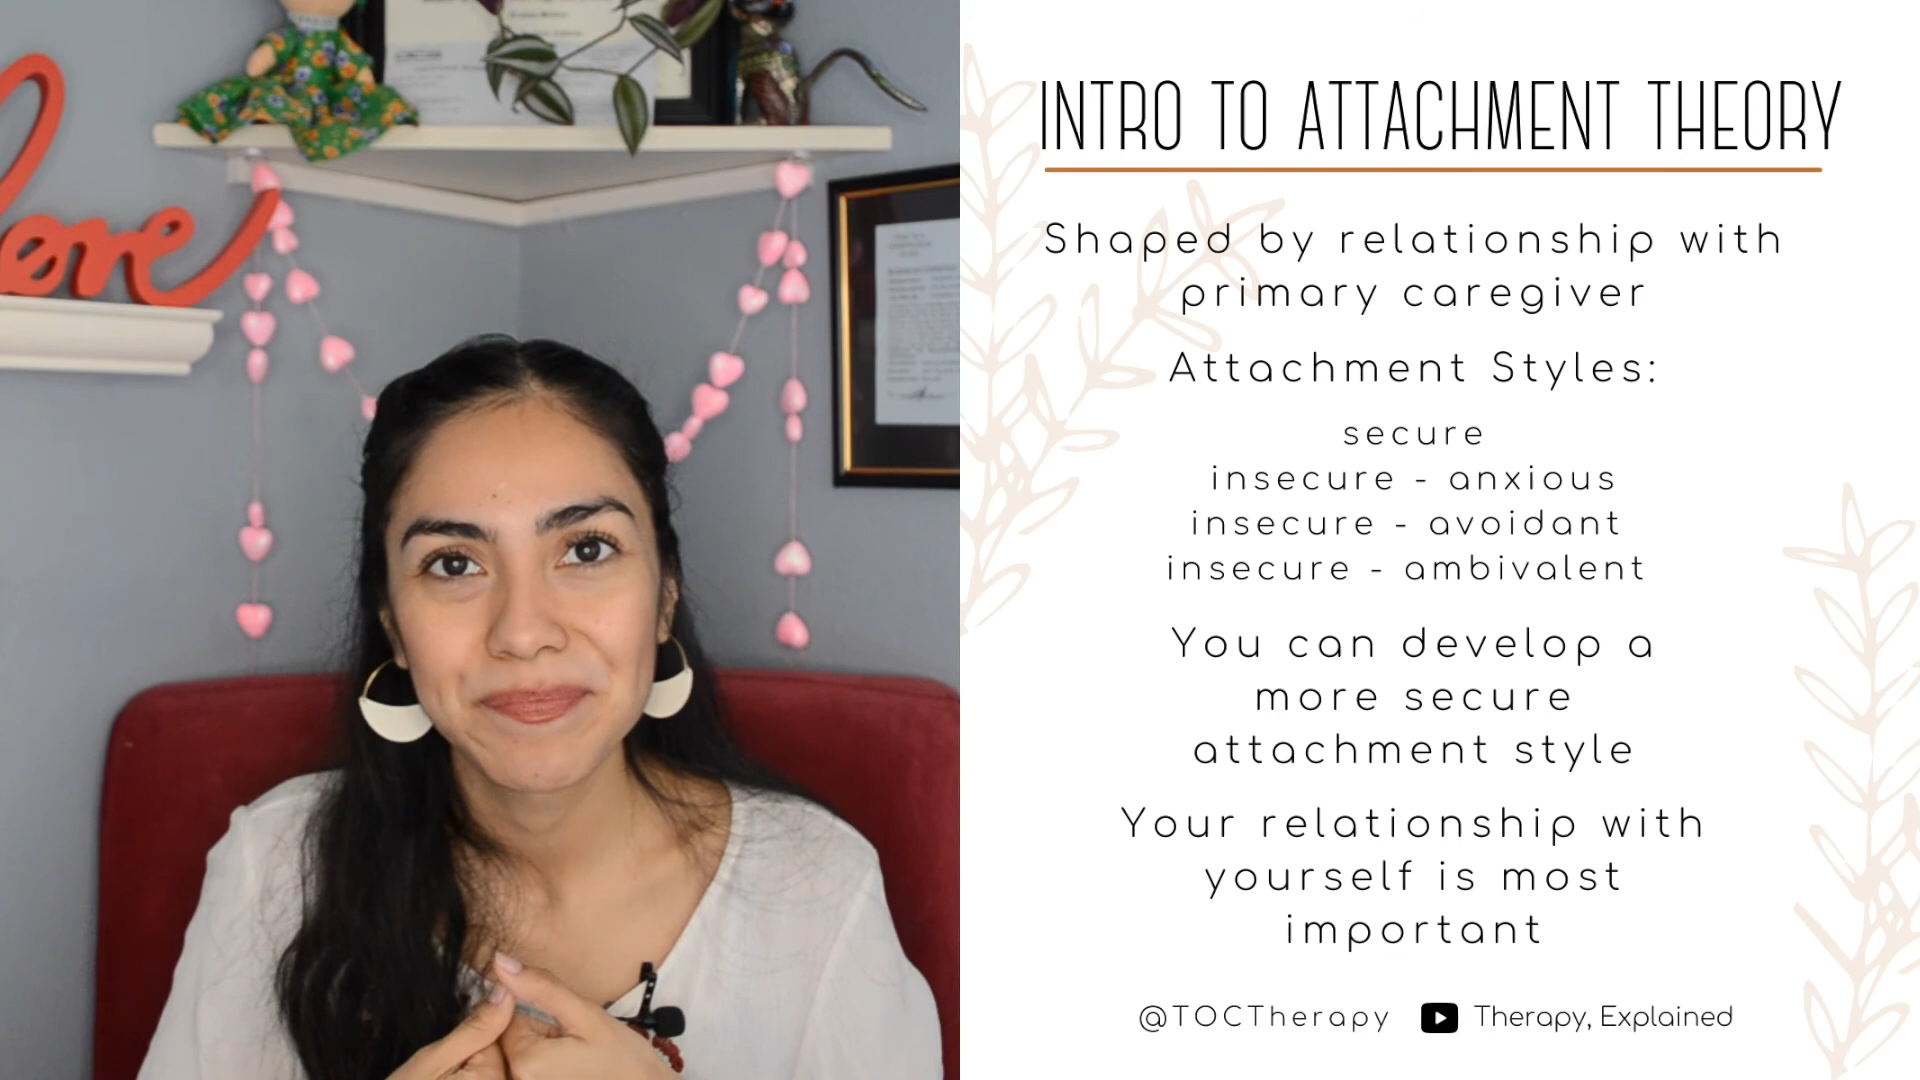 love
INTRO TO ATTACHMENT THEORY
Shaped by relationship with
primary caregiver
Attachment Styles:
secure
insecure - anxious
insecure - avoidant
insecure - ambivalent
You can develop a
more secure
attachment style
Your relationship with
yourself is most
important
@TOCTherapy Therapy, Explained